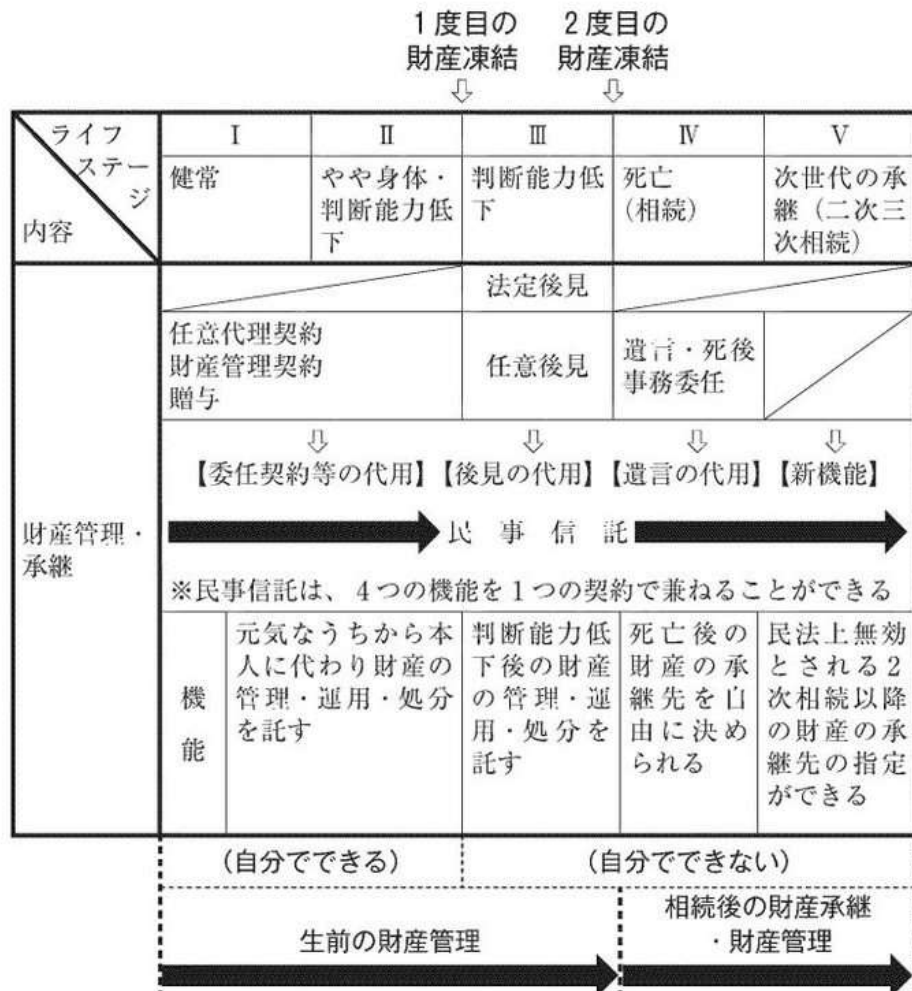 1度目の
財産凍結
2度目の
財産凍結
⇩
⇩
ライフ
ステー
ジ
内容
Ⅰ
Ⅱ
Ⅲ
Ⅳ
Ⅴ
健常
やや身体・
判断能力低
下
判断能力低
下
死亡
(相続)
次世代の承
継(二次三
次相続)
財産管理・
承継
法定後見
任意代理契約
財産管理契約
贈与
任意後見
遺言・死後
事務委任
⇩
⇩
⇩
⇩
【委任契約等の代用】【後見の代用】【遺言の代用】【新機能】
民事信託
※民事信託は、4つの機能を1つの契約で兼ねることができる
機
能
元気なうちから本
人に代わり財産の
管理・運用・処分
を託す
判断能力低
下後の財産
の管理・運
用・処分を
託す
死亡後の
財産の承
継先を自
由に決め
られる
民法上無効
とされる2
次相続以降
の財産の承
継先の指定
ができる
(自分でできる)
(自分でできない)
生前の財産管理
相続後の財産承継
・財産管理